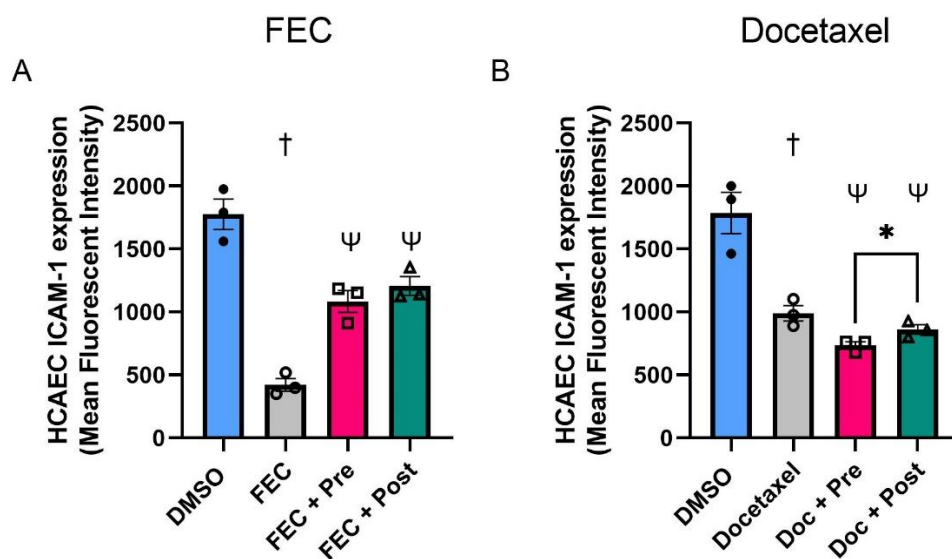 FEC
A
HCAEC ICAM-1 expression
(Mean Fluorescent Intensity)
2500
2000
1500
1000
500
0
†
Ψ
Ψ
DMSO
FEC
FEC + Pre
FEC + Post
Docetaxel
B
HCAEC ICAM-1 expression
(Mean Fluorescent Intensity)
2500
2000
1500
1000
500
0
†
Ψ
Ψ
*
DMSO
Docetaxel
Doc + Pre
Doc + Post